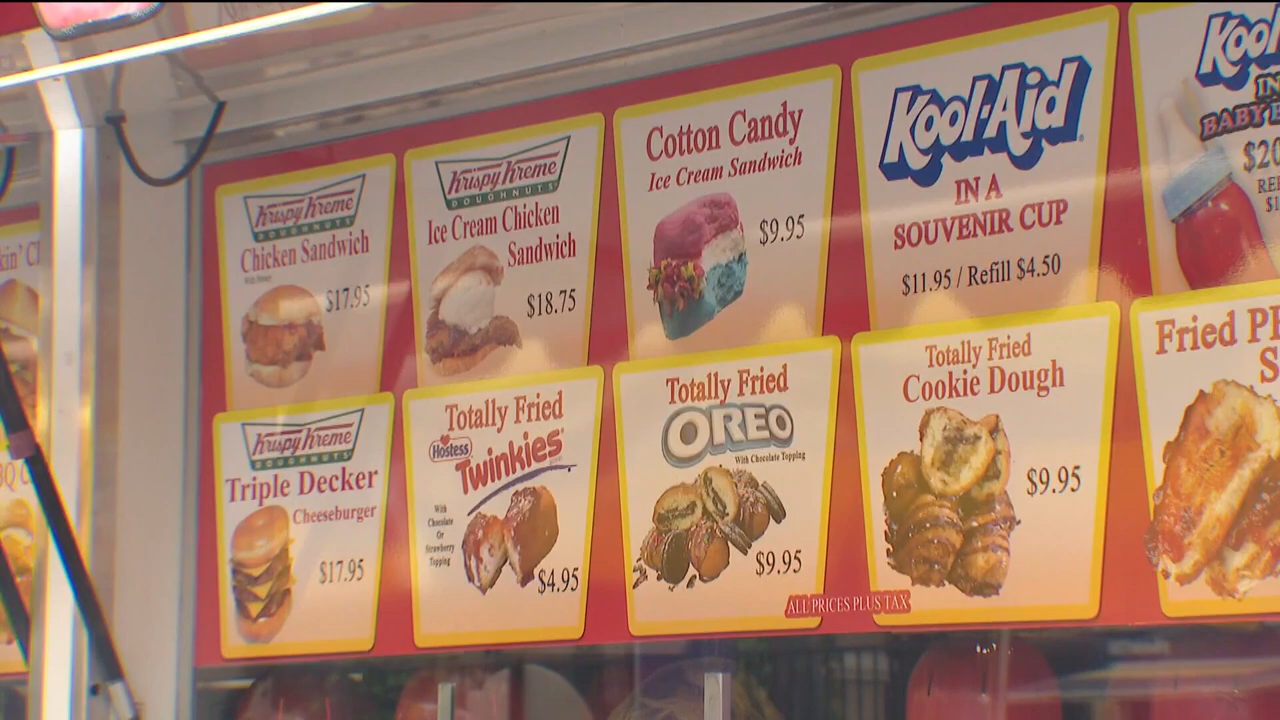 Krispy Kreme
DOUGHNUTS
Chicken Sandwich
$17.95
Krispy Kreme
DOUGHNUTS
Ice Cream Chicken
Sandwich
$18.75
Cotton Candy
Ice Cream Sandwich
$9.95
Kool-Aid
IN A
SOUVENIR CUP
$11.95 / Refill $4.50
Kool
IN
BABY
$20
Krispy Kreme
DOUGHNUTS
Triple Decker
Cheeseburger
$17.95
Totally Fried
Hostess
Twinkies
With
Chocolate
Or
Strawberry
Topping
$4.95
Totally Fried
OREO
With Chocolate Topping
$9.95
ALL PRICES PLUS TAX
Totally Fried
Cookie Dough
$9.95
Fried